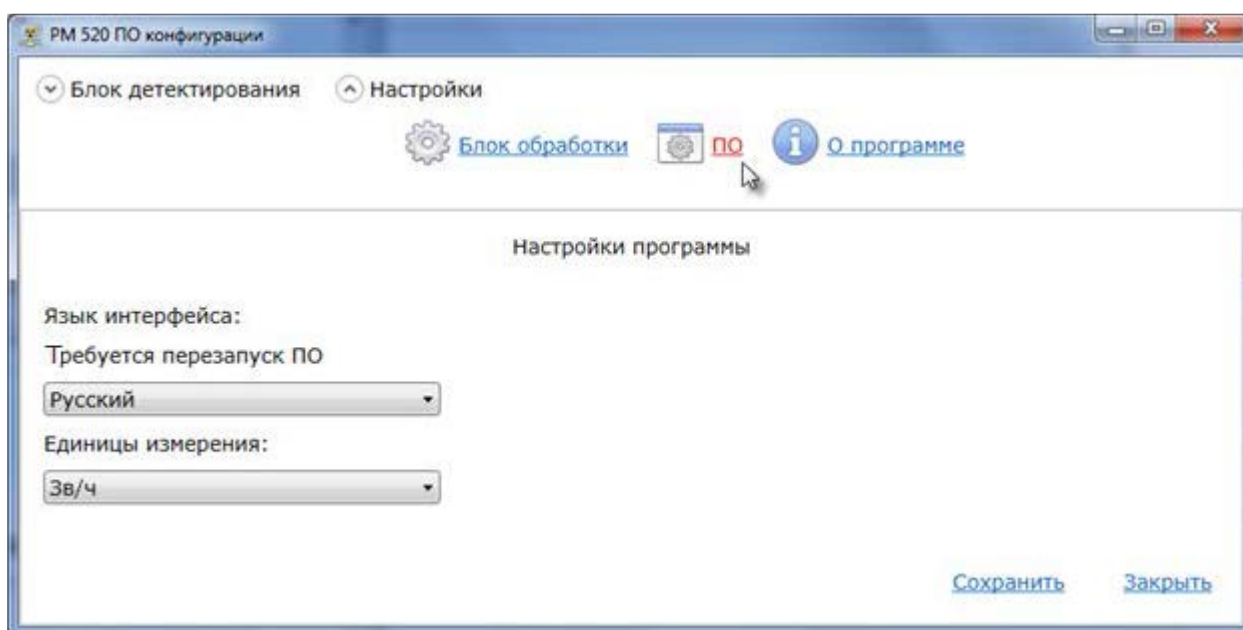 РМ 520 ПО конфигурации
Блок детектирования Настройки
Блок обработки ПО О программе
Настройки программы
Язык интерфейса:
Требуется перезапуск ПО
Русский
Единицы измерения:
Зв/ч
Сохранить Закрыть